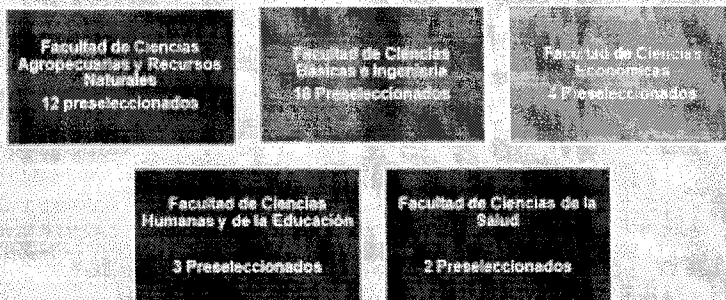 Facultad de Ciencias
Agropecuarias y Recursos
Naturales
12 preseleccionados
Facultad de Ciencias
Básicas e Ingeniería
Preseleccionados
Facultad de Ciencias
Económicas
4 Preseleccionados
Facultad de Ciencias
Humanas y de la Educación
3 Preseleccionados
Facultad de Ciencias de la
Salud
2 Preseleccionados